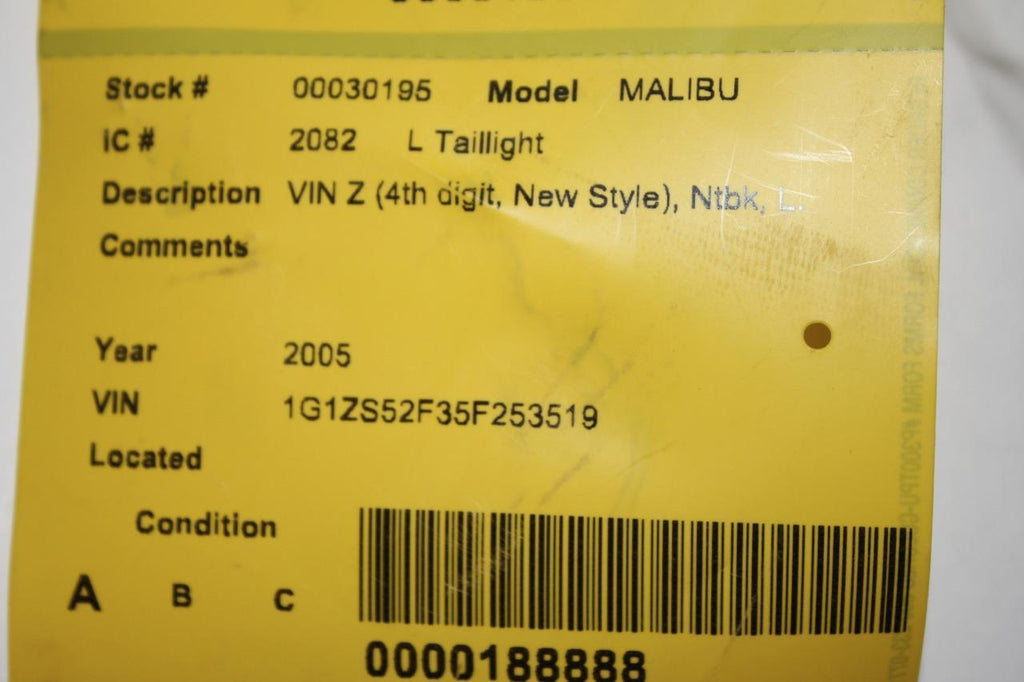 Stock # 00030195 Model MALIBU
IC # 2082 L Taillight
Description VIN Z (4th digit, New Style), Ntbk, L.
Comments
Year 2005
VIN 1G1ZS52F35F253519
Located
Condition
A B C
0000188888